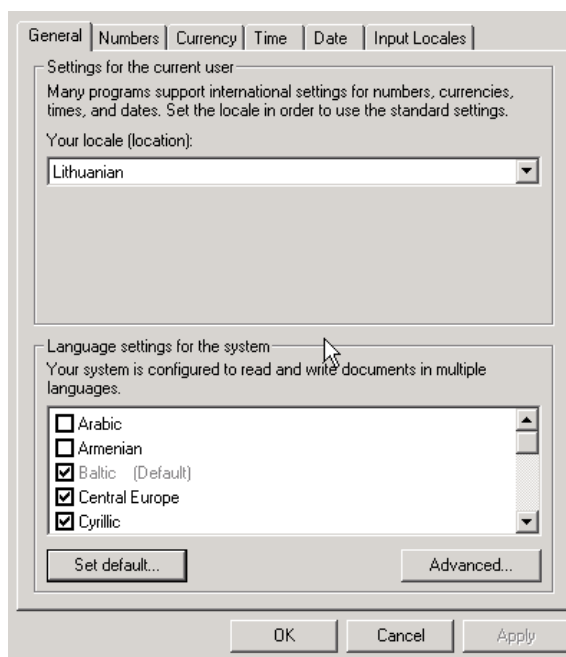 General Numbers Currency Time Date Input Locales
Settings for the current user
Many programs support international settings for numbers, currencies,
times, and dates. Set the locale in order to use the standard settings.
Your locale (location):
Lithuanian
Language settings for the system
Your system is configured to read and write documents in multiple
languages.
Arabic
Armenian
Baltic (Default)
Central Europe
Cyrillic
Set default... Advanced...
OK Cancel Apply